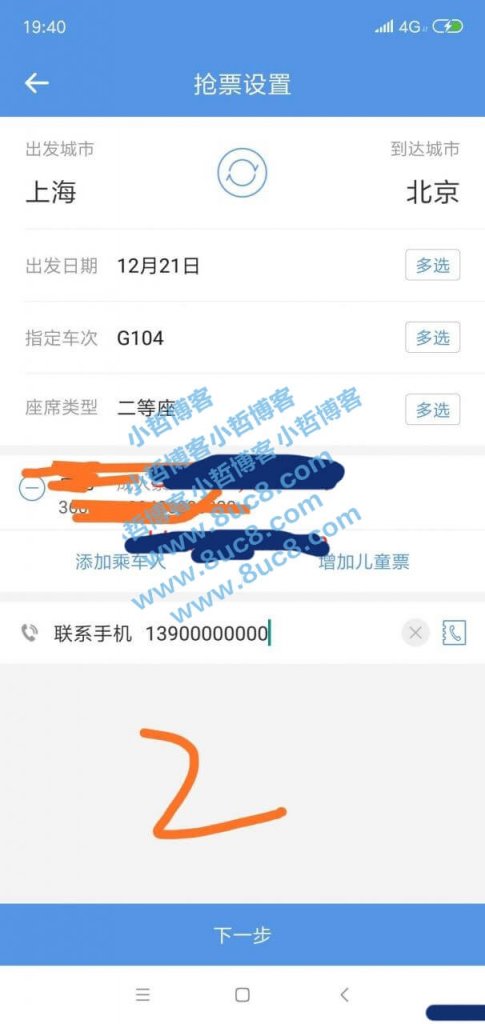 19:40 4G
抢票设置
出发城市 到达城市
上海 北京
出发日期 12月21日 多选
指定车次 G104 多选
座席类型 二等座 多选
小哲博客
小哲博客 小哲博客
哲博客 小哲博客
www.8uc8.com
www.8uc8.com
www.8uc8.com
添加乘车人 增加儿童票
联系手机 13900000000
2
下一步